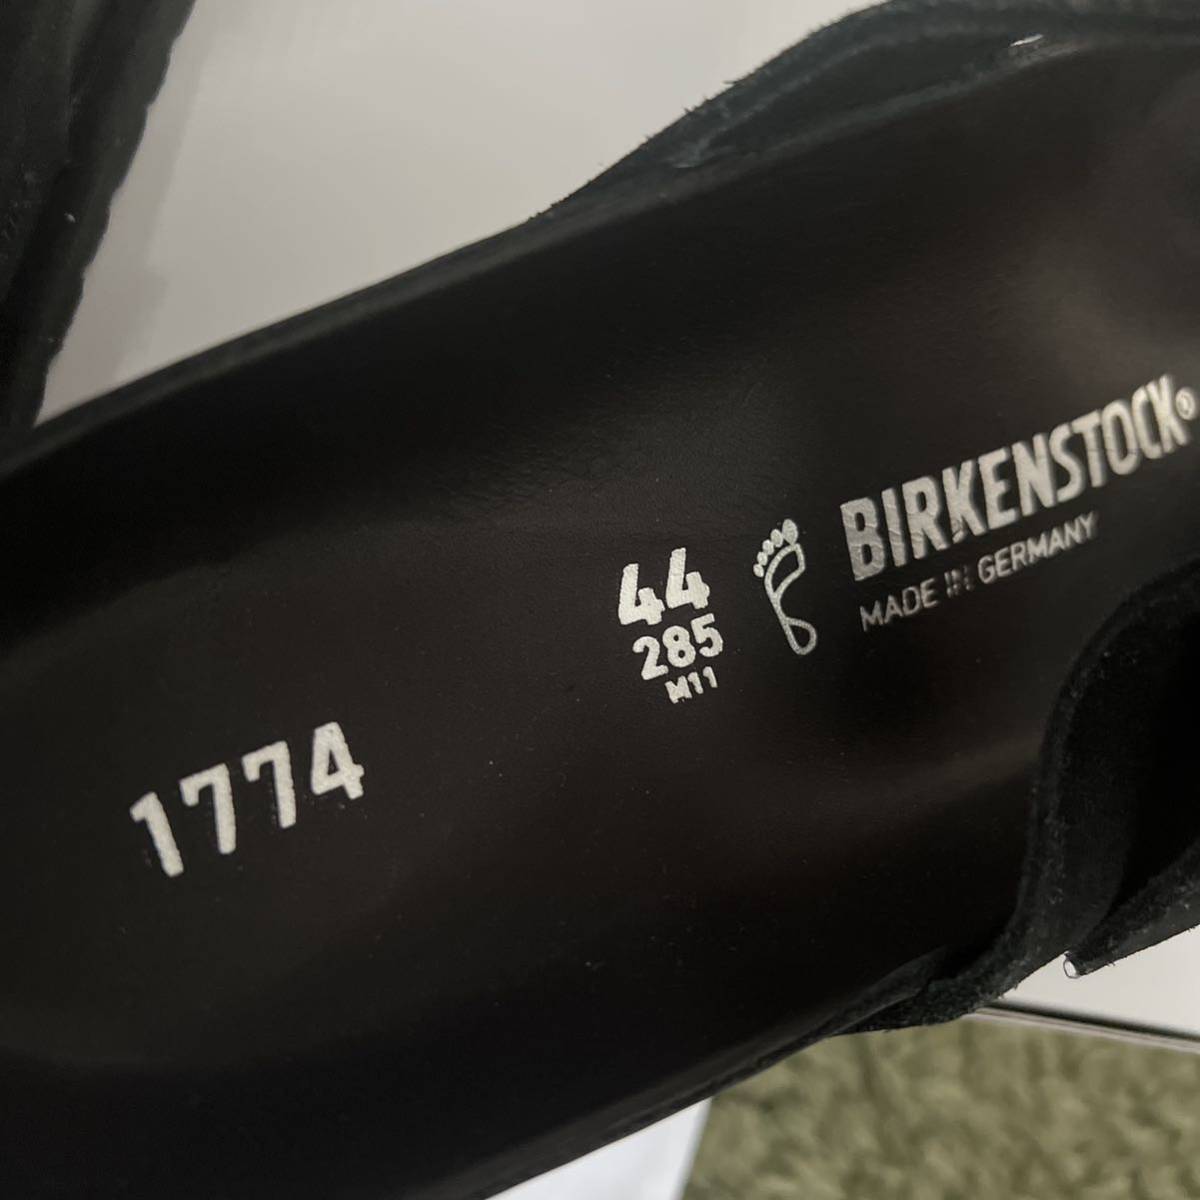 BIRKENSTOCK®
MADE IN GERMANY
44
285
M11
1774